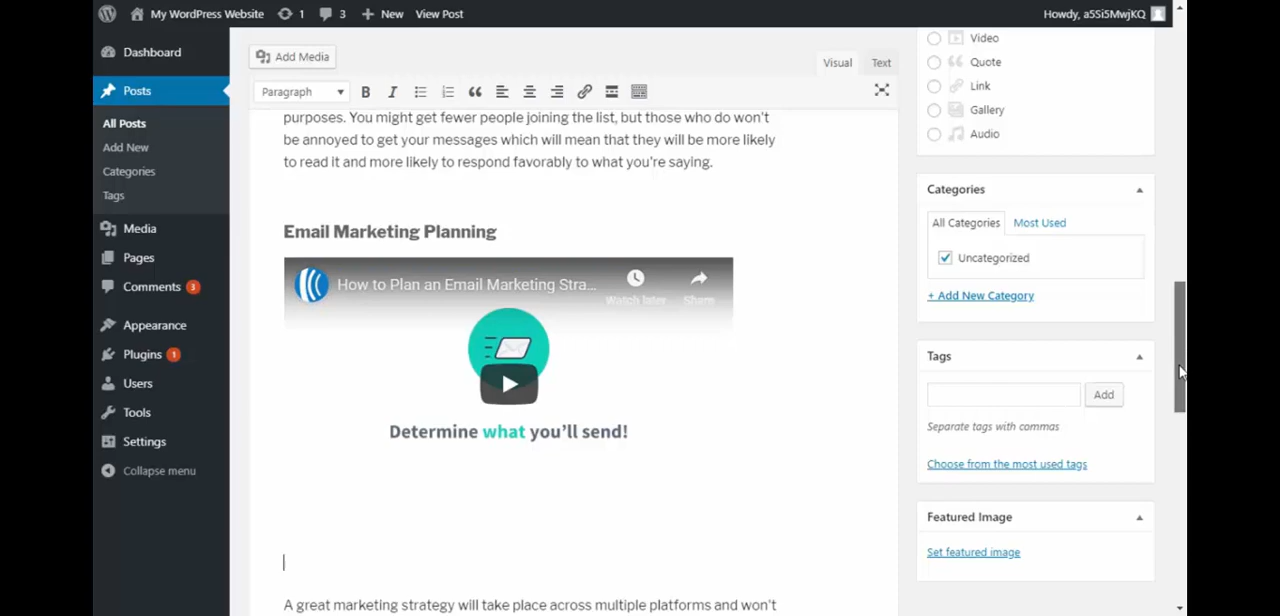 My WordPress Website
1
3
New
View Post
Howdy, a5Si5MwjKQ
Dashboard
Posts
All Posts
Add New
Categories
Tags
Media
Pages
Comments 3
Appearance
Plugins 1
Users
Tools
Settings
Collapse menu
Add Media
Visual
Text
Paragraph
B
I
purposes. You might get fewer people joining the list, but those who do won't
be annoyed to get your messages which will mean that they will be more likely
to read it and more likely to respond favorably to what you're saying.
Email Marketing Planning
How to Plan an Email Marketing Stra...
Watch later
Share
Determine what you'll send!
A great marketing strategy will take place across multiple platforms and won't
Video
Quote
Link
Gallery
Audio
Categories
All Categories
Most Used
Uncategorized
+ Add New Category
Tags
Add
Separate tags with commas
Choose from the most used tags
Featured Image
Set featured image